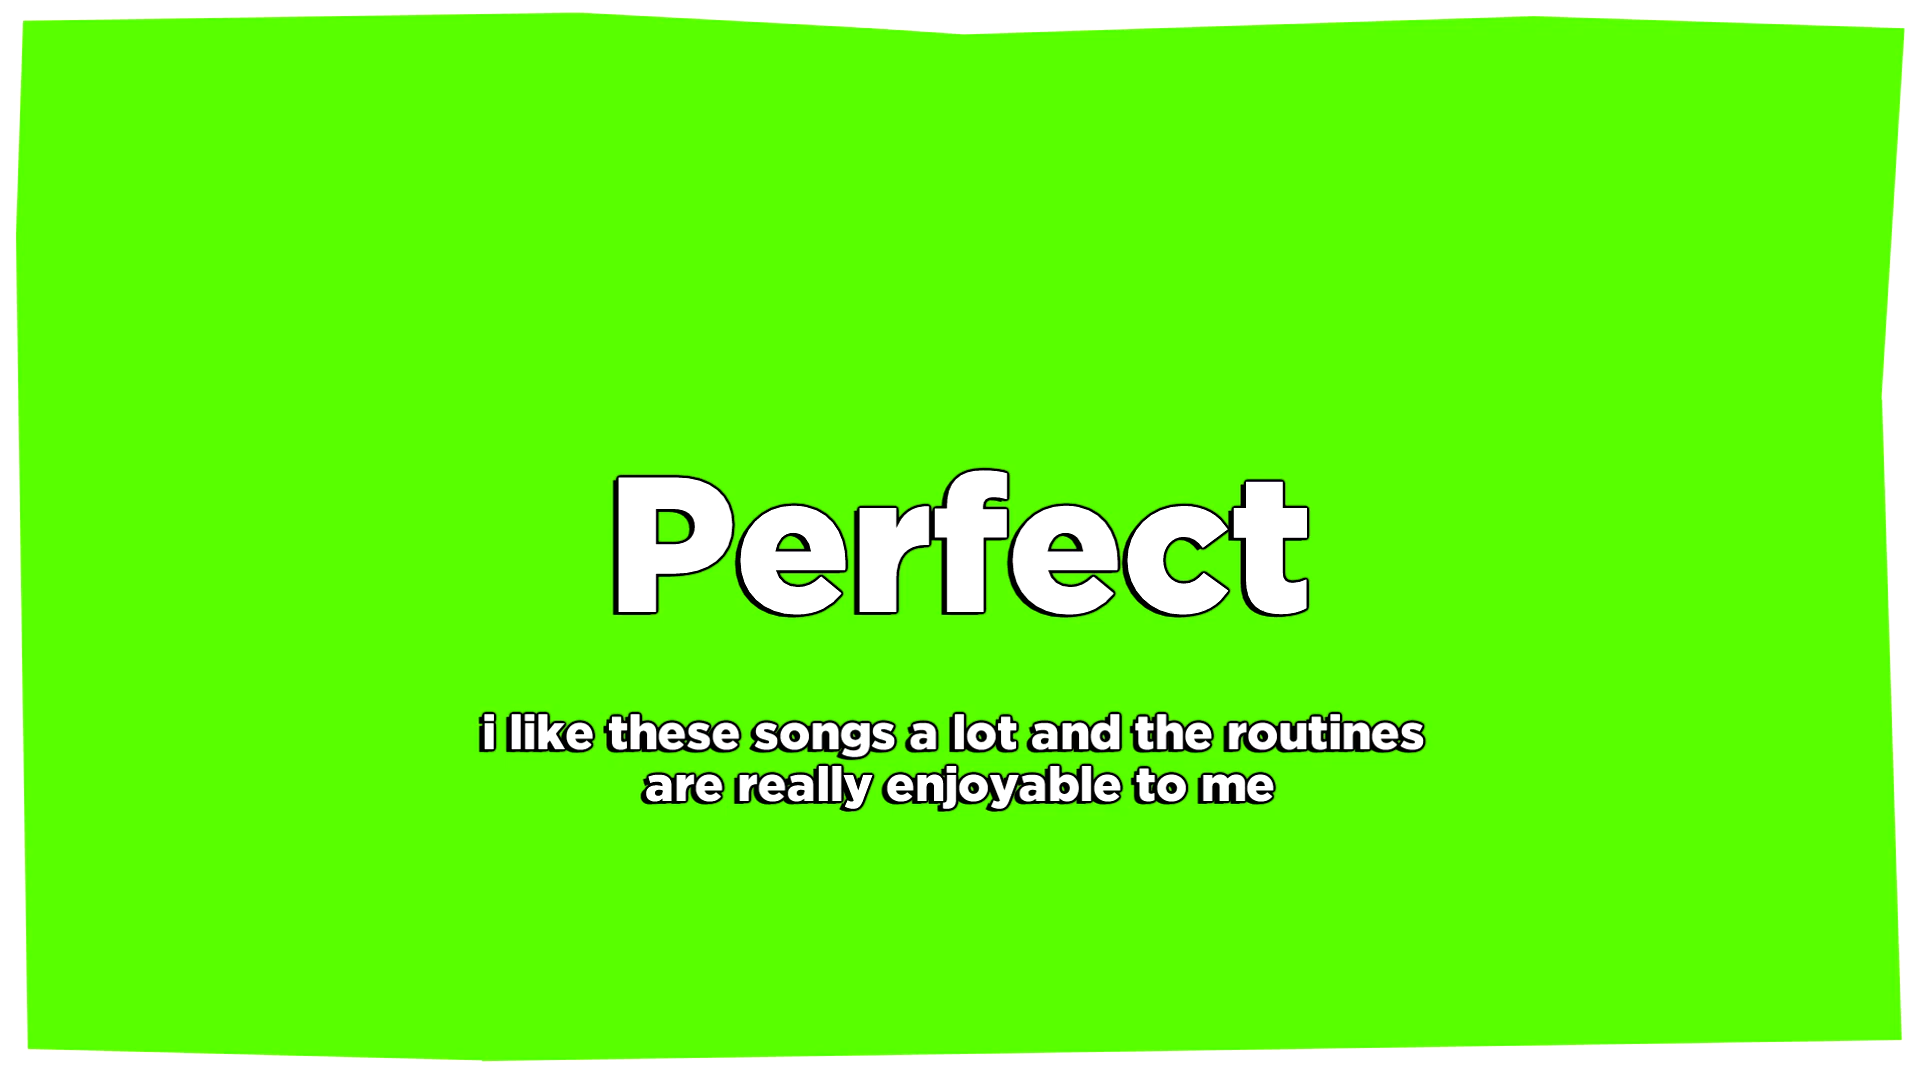 Perfect
i like these songs a lot and the routines
are really enjoyable to me